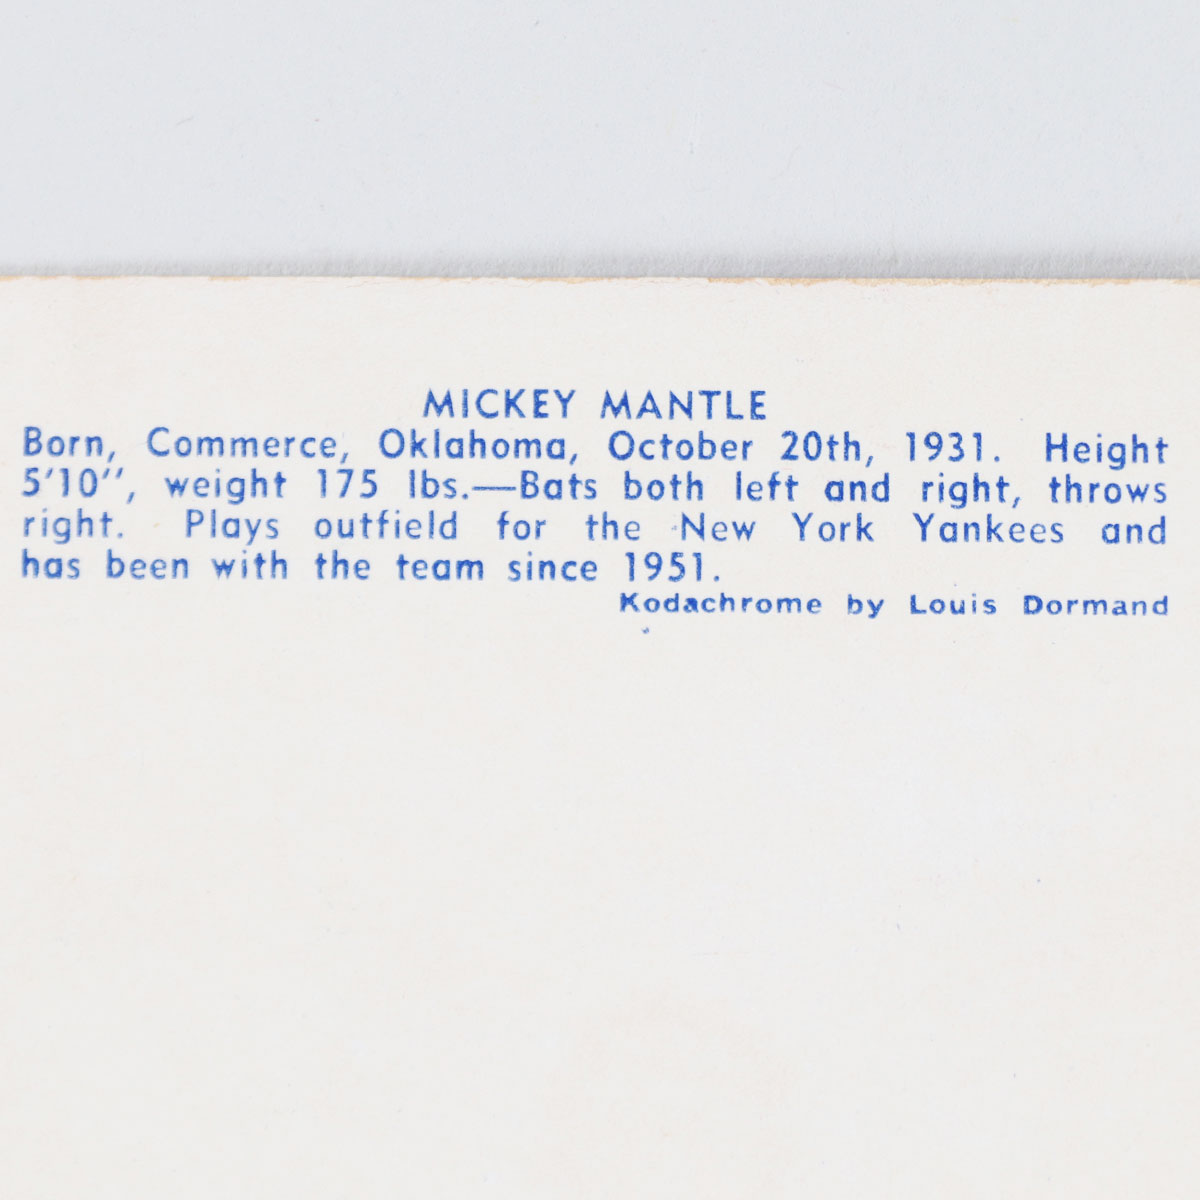 MICKEY MANTLE
Born, Commerce, Oklahoma, October 20th, 1931. Height
5'10'', weight 175 lbs.—Bats both left and right, throws
right. Plays outfield for the New York Yankees and
has been with the team since 1951.
Kodachrome by Louis Dormand